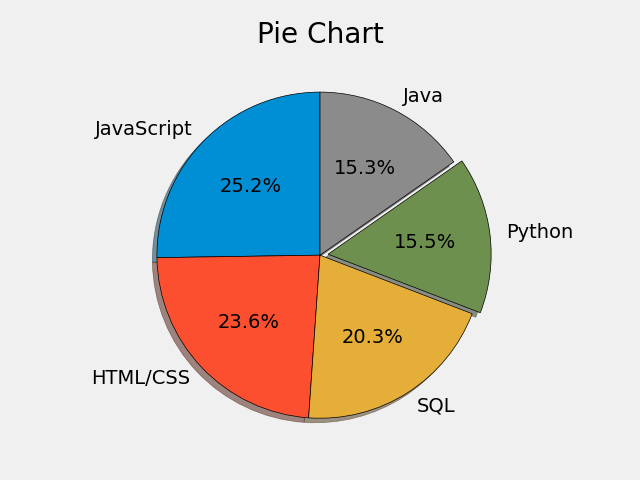 Pie Chart
Java
JavaScript
15.3%
25.2%
Python
15.5%
23.6%
20.3%
HTML/CSS
SQL